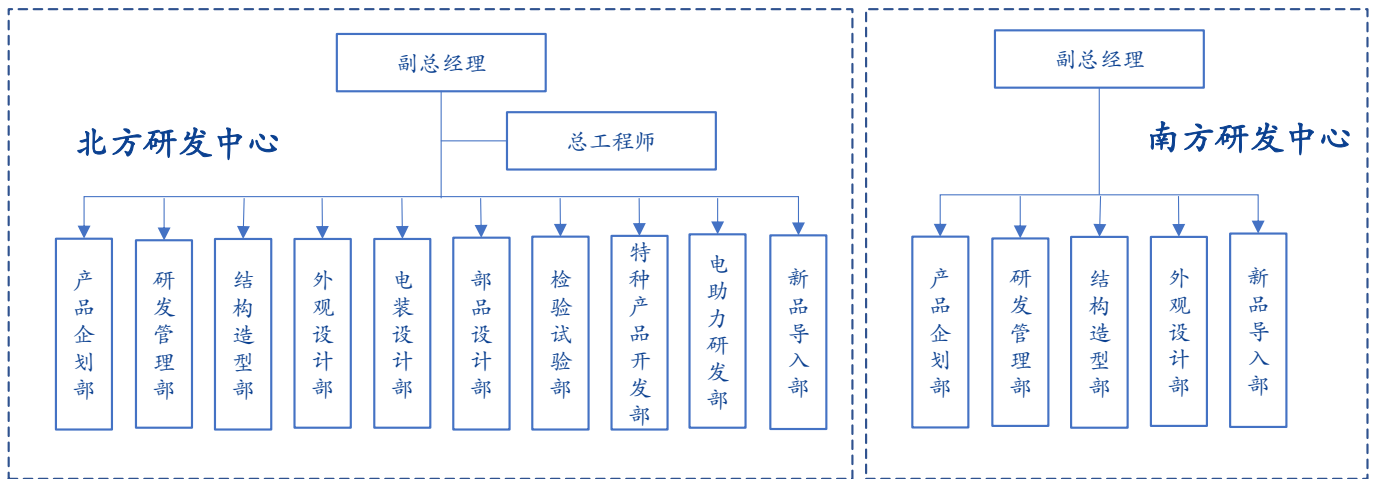 副总经理
总工程师
北方研发中心
产品企划部
研发管理部
结构造型部
外观设计部
电装设计部
部品设计部
检验试验部
特种产品开发部
电助力研发部
新品导入部
副总经理
南方研发中心
产品企划部
研发管理部
结构造型部
外观设计部
新品导入部